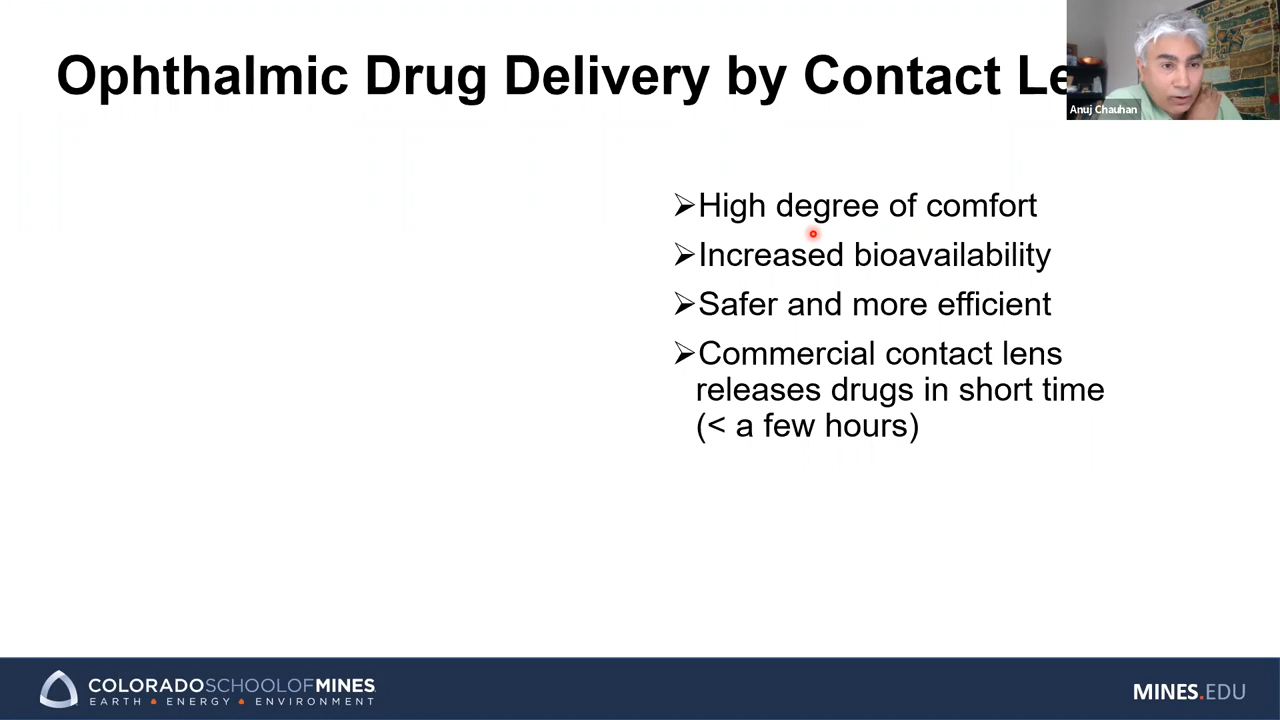 Ophthalmic Drug Delivery by Contact Le
Anuj Chauhan
➢High degree of comfort
➢Increased bioavailability
➢Safer and more efficient
➢Commercial contact lens
releases drugs in short time
(< a few hours)
COLORADOSCHOOLOFMINES
EARTH • ENERGY • ENVIRONMENT
MINES.EDU